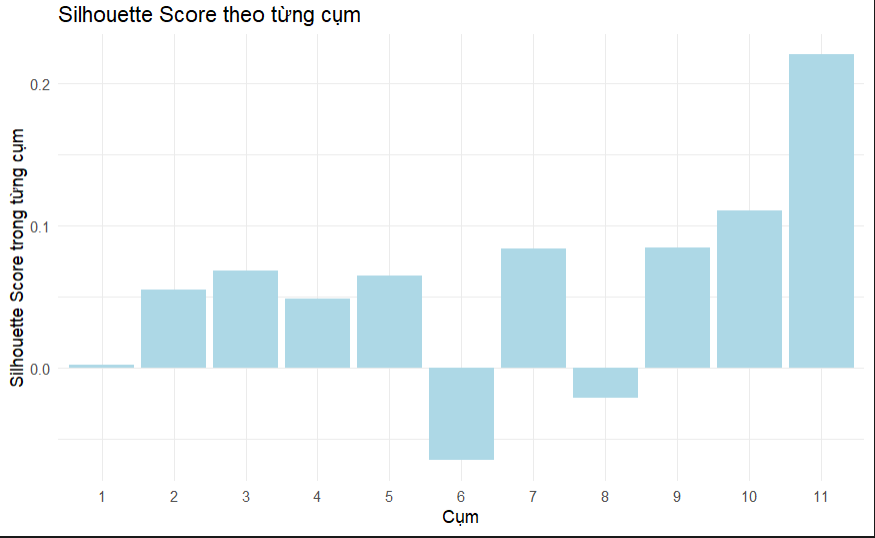 Silhouette Score theo từng cụm
Silhouette Score trong từng cụm
0.2
0.1
0.0
1 2 3 4 5 6 7 8 9 10 11
Cụm